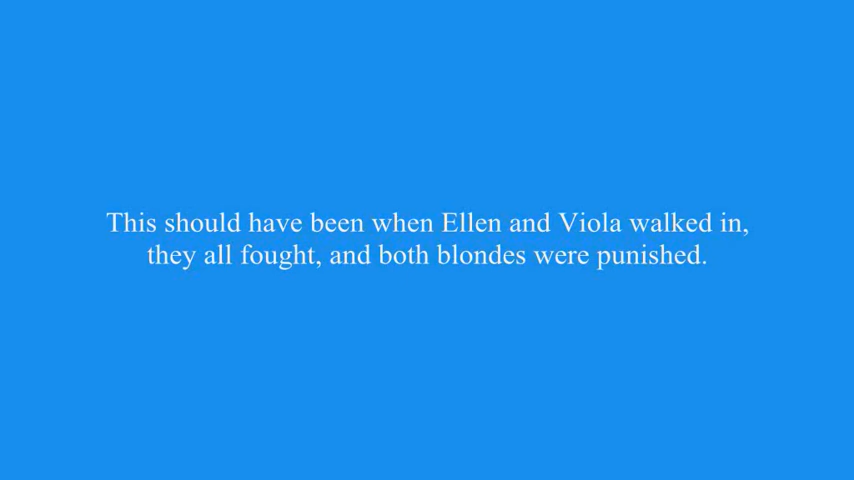 This should have been when Ellen and Viola walked in,
they all fought, and both blondes were punished.